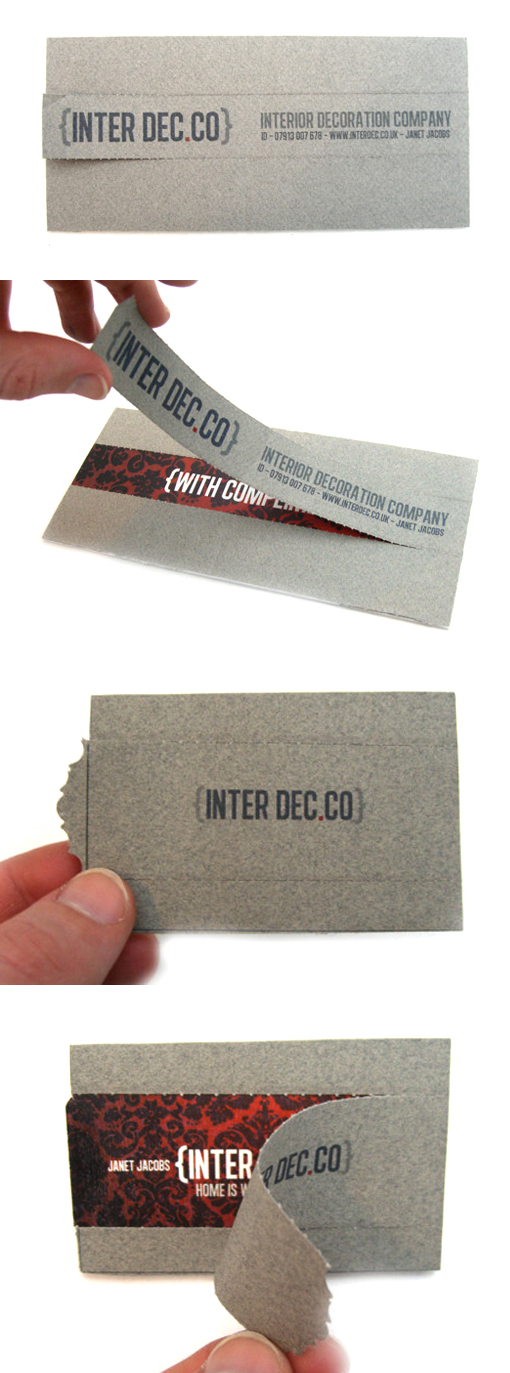 {INTER DEC.CO}
INTERIOR DECORATION COMPANY
ID - 07913 007 678 - WWW.INTERDEC.CO.UK - JANET JACOBS
{INTER DEC.CO}
INTERIOR DECORATION COMPANY
ID - 07913 007 678 - WWW.INTERDEC.CO.UK - JANET JACOBS
{WITH
{INTER DEC.CO}
JANET JACOBS {INTER
R DEC.CO}
HOME IS